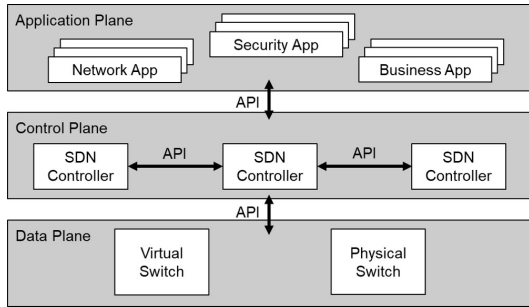 Application Plane
Security App
Network App
Business App
API
Control Plane
SDN
Controller
API
SDN
Controller
API
SDN
Controller
API
Data Plane
Virtual
Switch
Physical
Switch